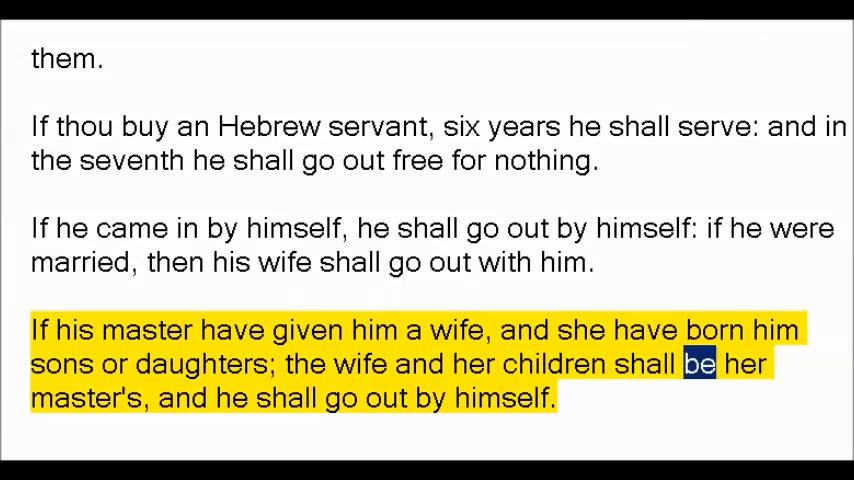 them.
If thou buy an Hebrew servant, six years he shall serve: and in
the seventh he shall go out free for nothing.
If he came in by himself, he shall go out by himself: if he were
married, then his wife shall go out with him.
If his master have given him a wife, and she have born him
sons or daughters; the wife and her children shall be her
master's, and he shall go out by himself.